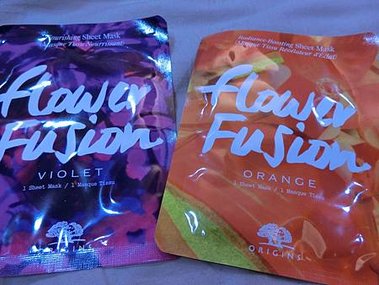 Nourishing Sheet Mask
Masque Tissu Nourrissant
flower
Fusion
VIOLET
1 Sheet Mask / 1 Masque Tissu
ORIGINS
Radiance-Boosting Sheet Mask
Masque Tissu Révélateur d'Éclat
flower
Fusion
ORANGE
1 Sheet Mask / 1 Masque Tissu
ORIGINS